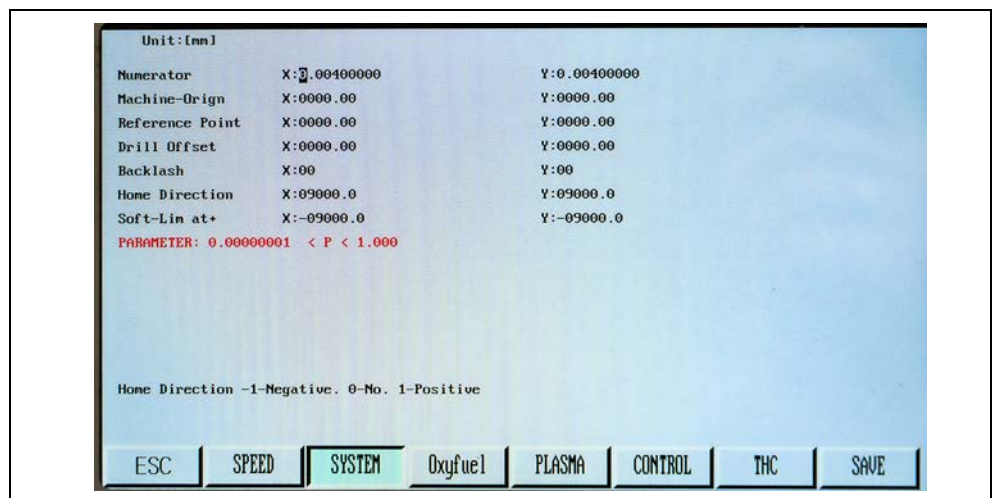 Unit:[mm]
Numerator X:0.00400000 Y:0.00400000
Machine-Orign X:0000.00 Y:0000.00
Reference Point X:0000.00 Y:0000.00
Drill Offset X:0000.00 Y:0000.00
Backlash X:00 Y:00
Home Direction X:09000.0 Y:09000.0
Soft-Lim at+ X:-09000.0 Y:-09000.0
PARAMETER: 0.00000001 < P < 1.000
Home Direction -1-Negative. 0-No. 1-Positive
ESC SPEED SYSTEM Oxyfuel PLASMA CONTROL THC SAVE